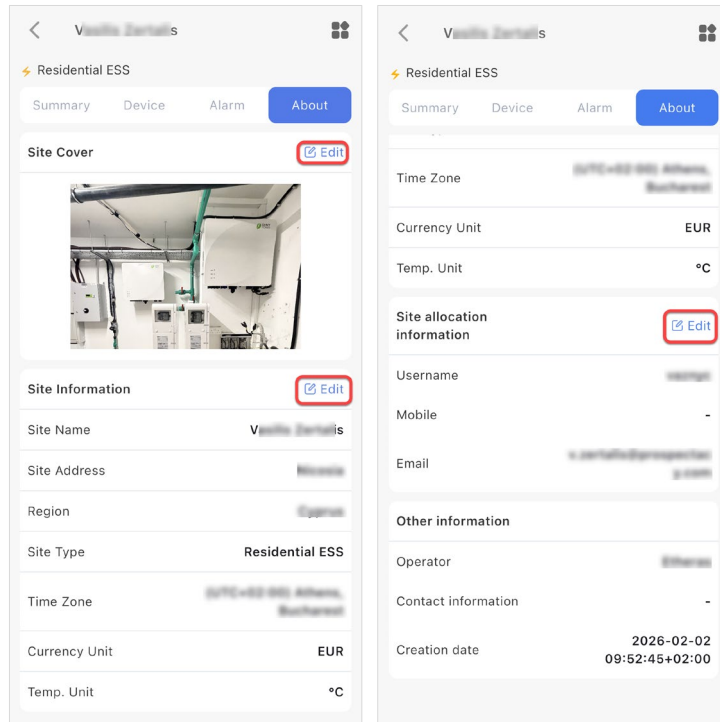 Residential ESS
Summary Device Alarm About
Site Cover Edit
Site Information Edit
Site Name
Site Address
Region
Site Type Residential ESS
Time Zone
Currency Unit EUR
Temp. Unit °C
Residential ESS
Summary Device Alarm About
Time Zone
Currency Unit EUR
Temp. Unit °C
Site allocation
information Edit
Username
Mobile -
Email
Other information
Operator
Contact information -
Creation date 2026-02-02
09:52:45+02:00